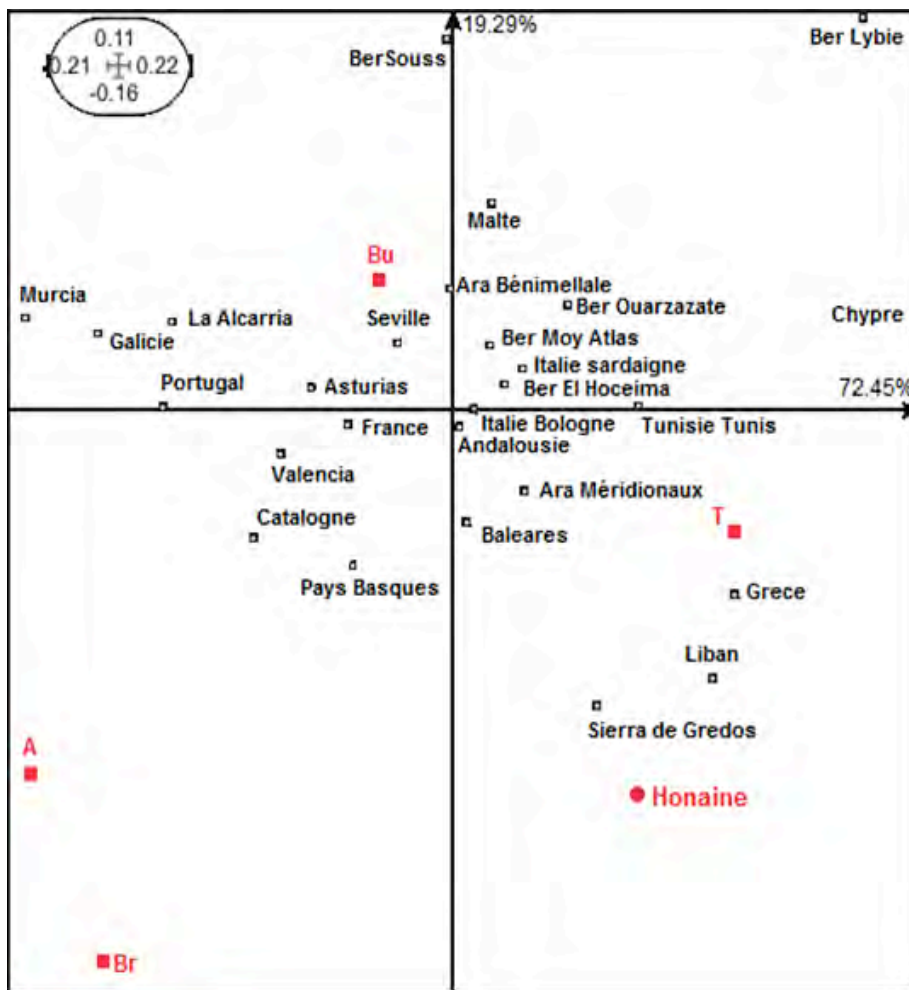 19.29%
0.11
0.21
0.22
-0.16
BerSouss
Ber Lybie
Malte
Bu
Ara Bénimellale
Murcia
Ber Ouarzazate
La Alcarria
Seville
Chypre
Galicie
Ber Moy Atlas
Italie sardaigne
Portugal
Asturias
Ber El Hoceima
72.45%
France
Italie Bologne
Tunisie Tunis
Andalousie
Valencia
Ara Méridionaux
Catalogne
T
Baleares
Pays Basques
Grece
Liban
Sierra de Gredos
A
Honaine
Br